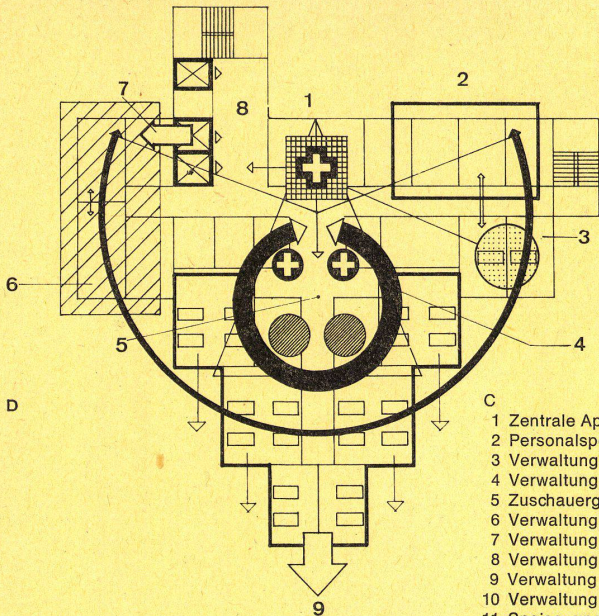 7
8
1
2
3
6
5
4
D
9
C
1 Zentrale
2 Personalsp
3 Verwaltung
4 Verwaltung
5 Zuschauerg
6 Verwaltung
7 Verwaltung
8 Verwaltung
9 Verwaltung
10 Verwaltung